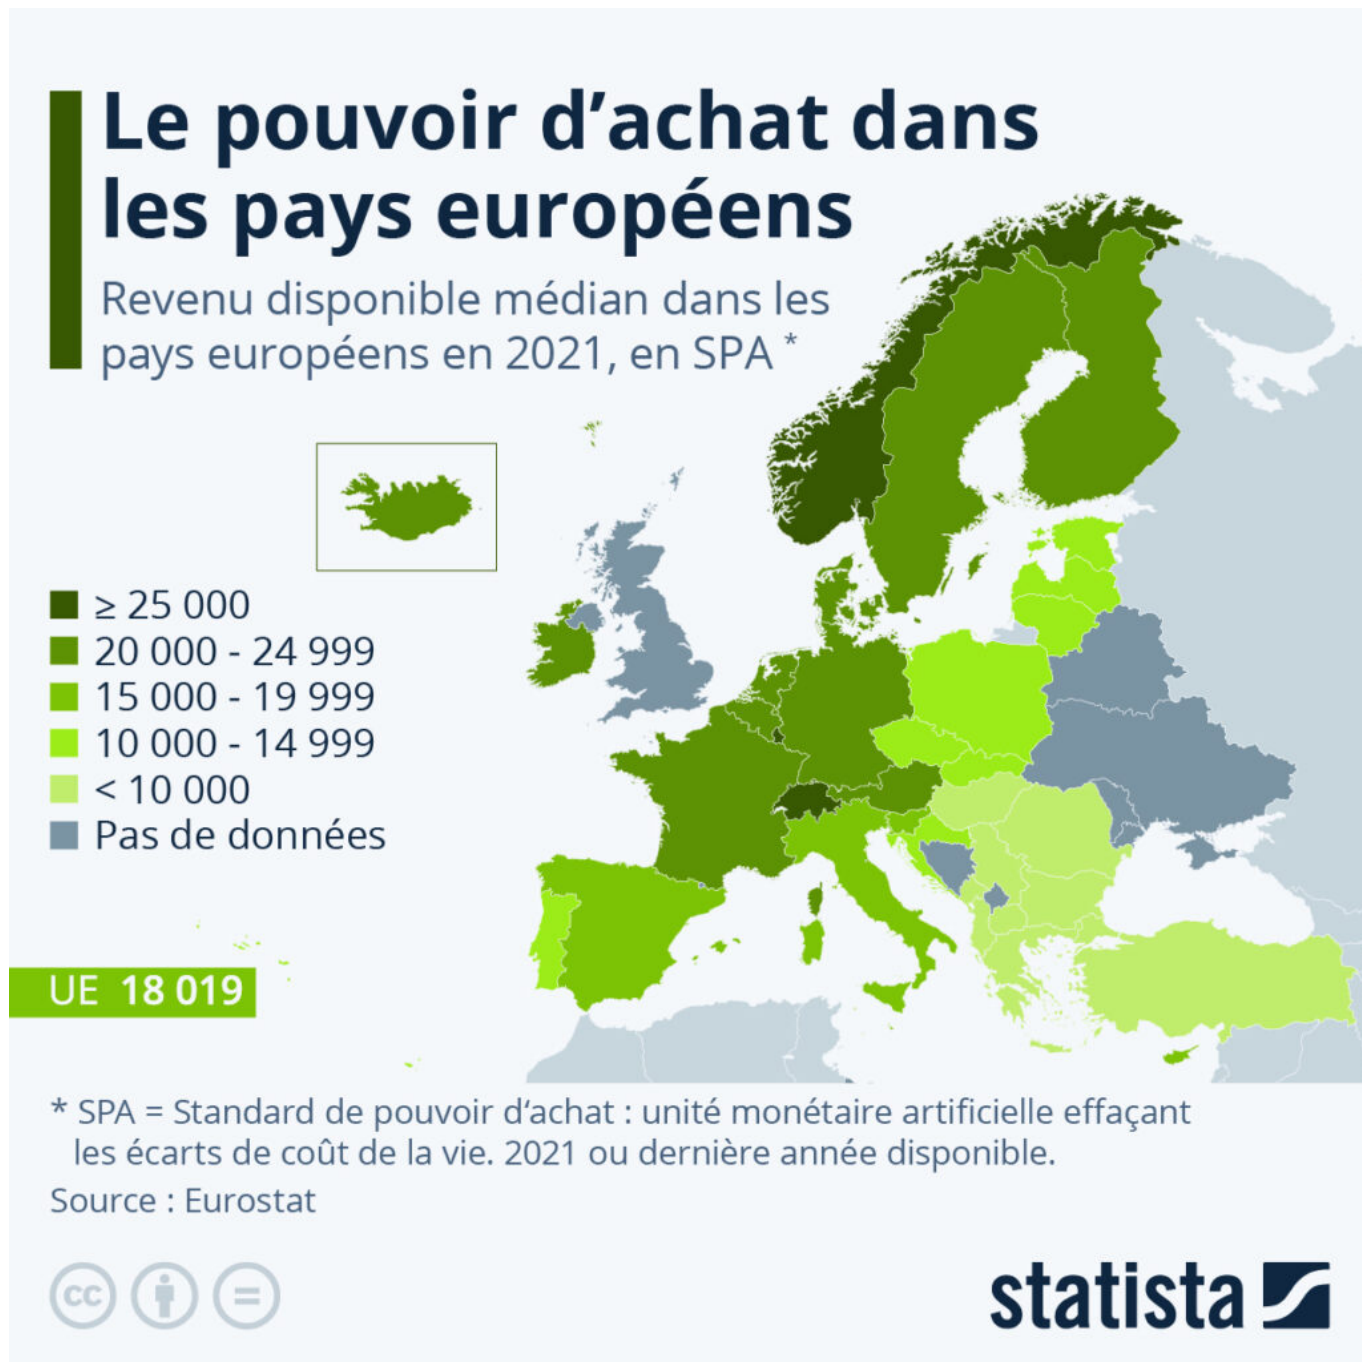 Le pouvoir d’achat dans
les pays européens
Revenu disponible médian dans les
pays européens en 2021, en SPA *
≥ 25 000
20 000 - 24 999
15 000 - 19 999
10 000 - 14 999
< 10 000
Pas de données
UE 18 019
* SPA = Standard de pouvoir d‘achat : unité monétaire artificielle effaçant
les écarts de coût de la vie. 2021 ou dernière année disponible.
Source : Eurostat
cc
statista